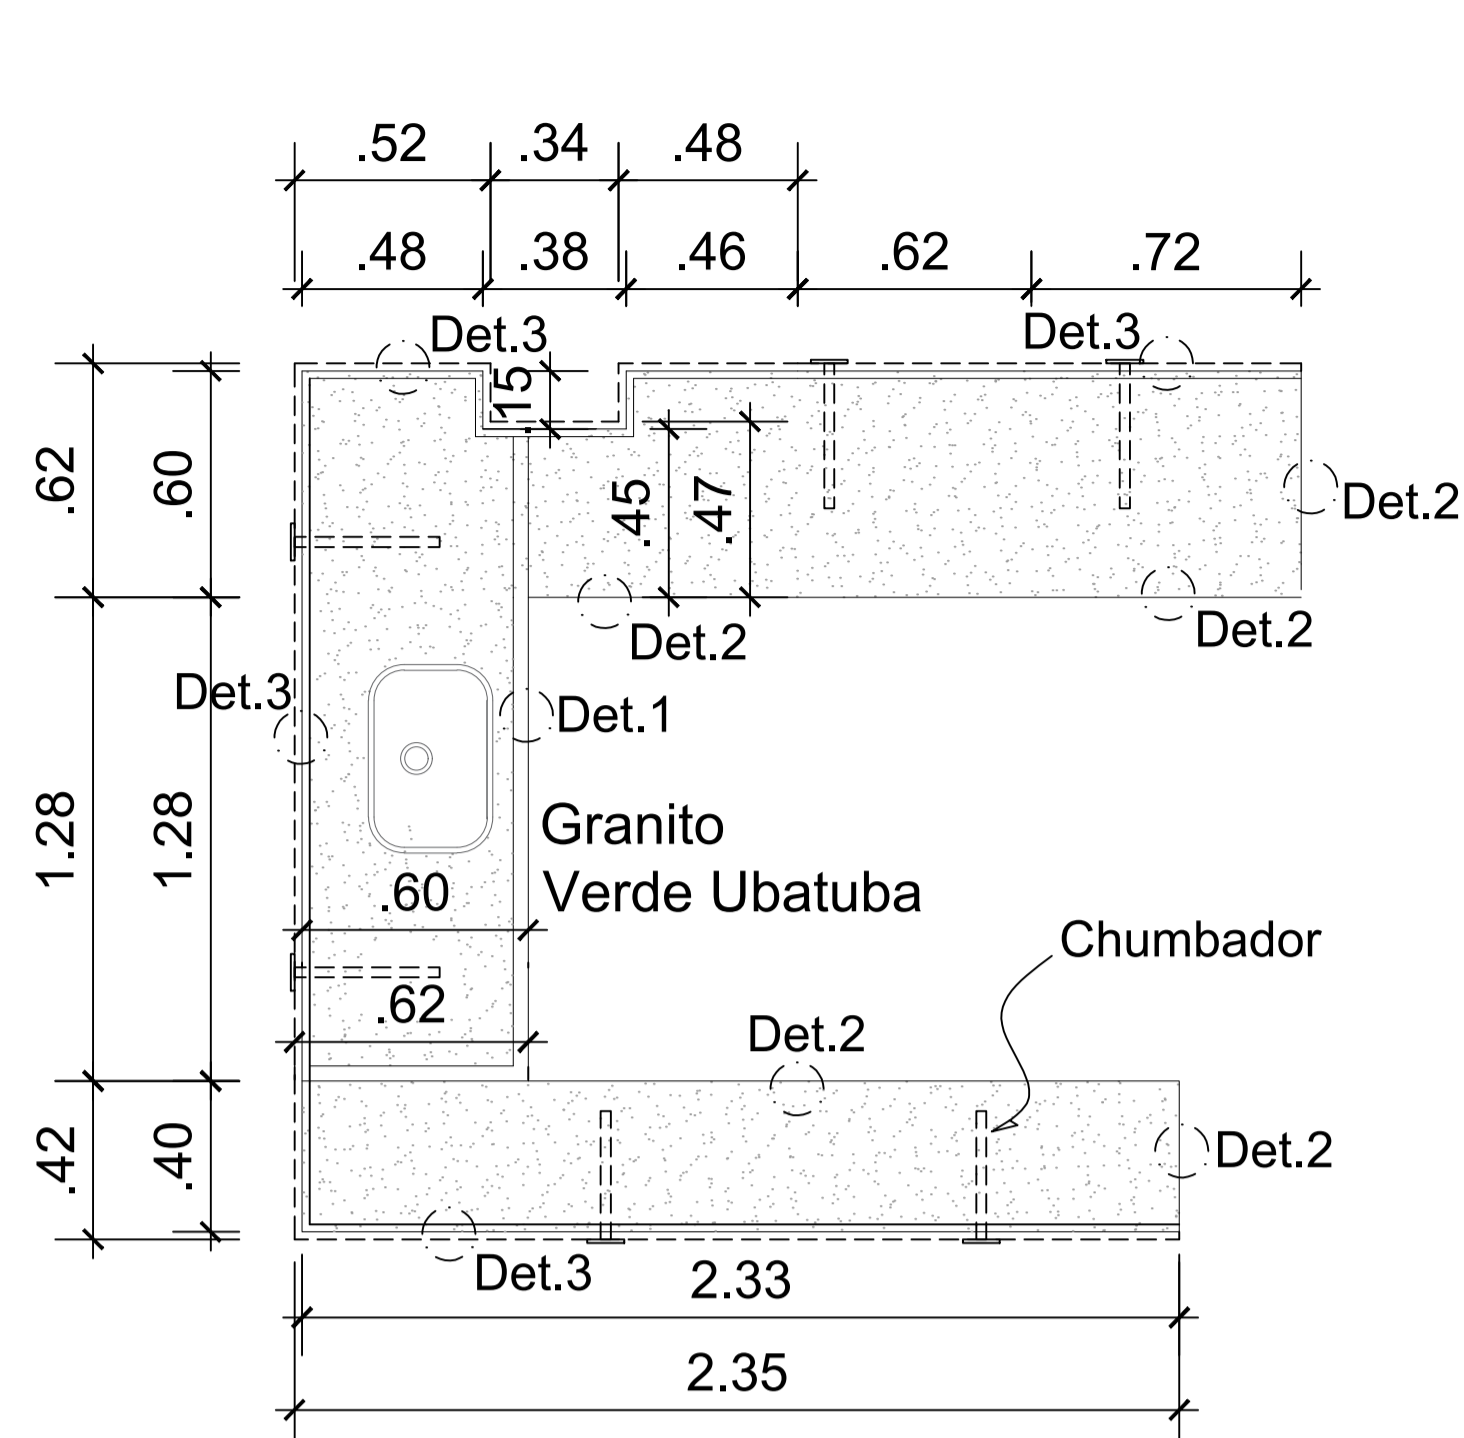 .52 .34 .48
.48 .38 .46 .62 .72
Det.3 Det.3
.15
.62 .60 .45 .47
Det.2
Det.2 Det.2
Det.3 Det.1
1.28 1.28
Granito
Verde Ubatuba
.60
Chumbador
.62
Det.2
.42 .40
Det.2
Det.3
2.33
2.35